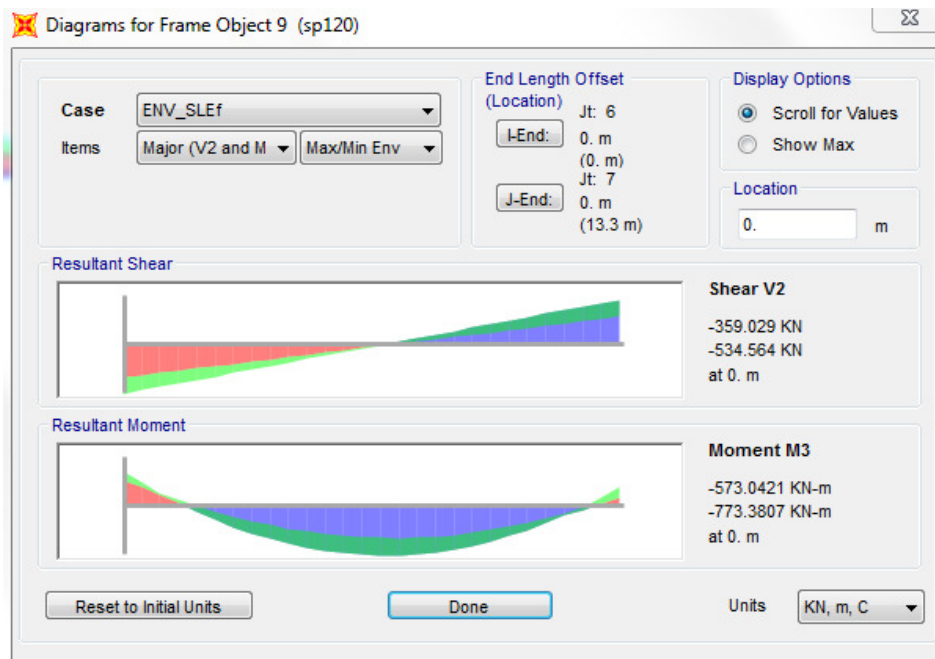 Diagrams for Frame Object 9 (sp120)
Case ENV_SLEf
Items Major (V2 and M Max/Min Env
End Length Offset
(Location)
Jt: 6
I-End: 0. m
(0. m)
Jt: 7
J-End: 0. m
(13.3 m)
Display Options
Scroll for Values
Show Max
Location
0. m
Resultant Shear
Shear V2
-359.029 KN
-534.564 KN
at 0. m
Resultant Moment
Moment M3
-573.0421 KN-m
-773.3807 KN-m
at 0. m
Reset to Initial Units Done Units KN, m, C